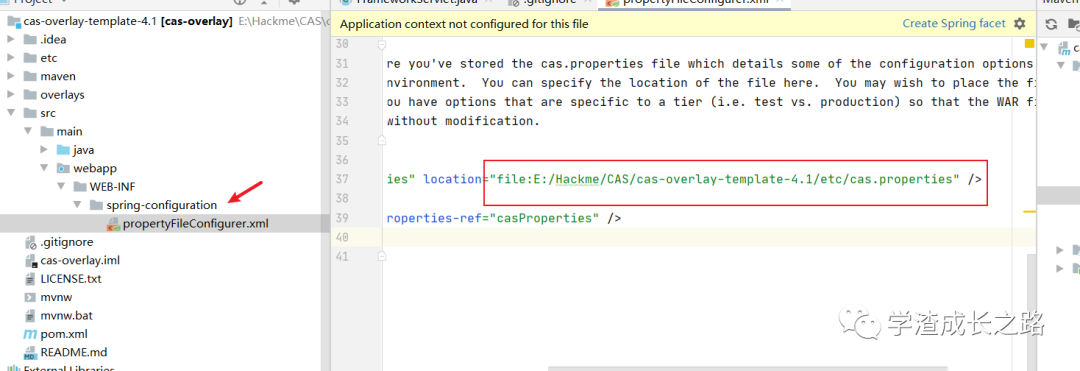 Project
FrameworkServlet.java
.gitignore
propertyFileConfigurer.xml
Maven
cas-overlay-template-4.1 [cas-overlay] E:\Hackme\CAS\c
.idea
etc
maven
overlays
src
main
java
webapp
WEB-INF
spring-configuration
propertyFileConfigurer.xml
.gitignore
cas-overlay.iml
LICENSE.txt
mvnw
mvnw.bat
pom.xml
README.md
External Libraries
Application context not configured for this file
Create Spring facet
30
31 re you've stored the cas.properties file which details some of the configuration options
32 nvironment. You can specify the location of the file here. You may wish to place the fi
33 ou have options that are specific to a tier (i.e. test vs. production) so that the WAR fi
34 without modification.
35
36
37 ies" location="file:E:/Hackme/CAS/cas-overlay-template-4.1/etc/cas.properties" />
38
39 roperties-ref="casProperties" />
40
41
c
学渣成长之路